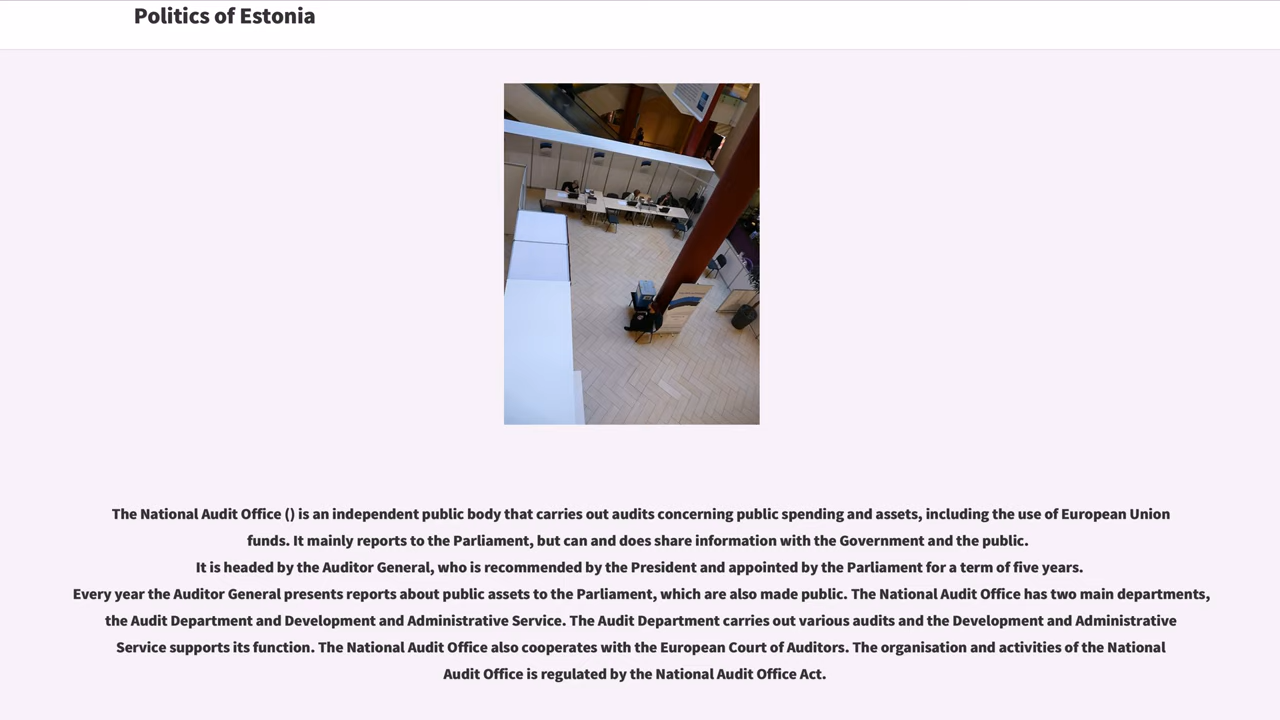 Politics of Estonia
The National Audit Office () is an independent public body that carries out audits concerning public spending and assets, including the use of European Union
funds. It mainly reports to the Parliament, but can and does share information with the Government and the public.
It is headed by the Auditor General, who is recommended by the President and appointed by the Parliament for a term of five years.
Every year the Auditor General presents reports about public assets to the Parliament, which are also made public. The National Audit Office has two main departments,
the Audit Department and Development and Administrative Service. The Audit Department carries out various audits and the Development and Administrative
Service supports its function. The National Audit Office also cooperates with the European Court of Auditors. The organisation and activities of the National
Audit Office is regulated by the National Audit Office Act.